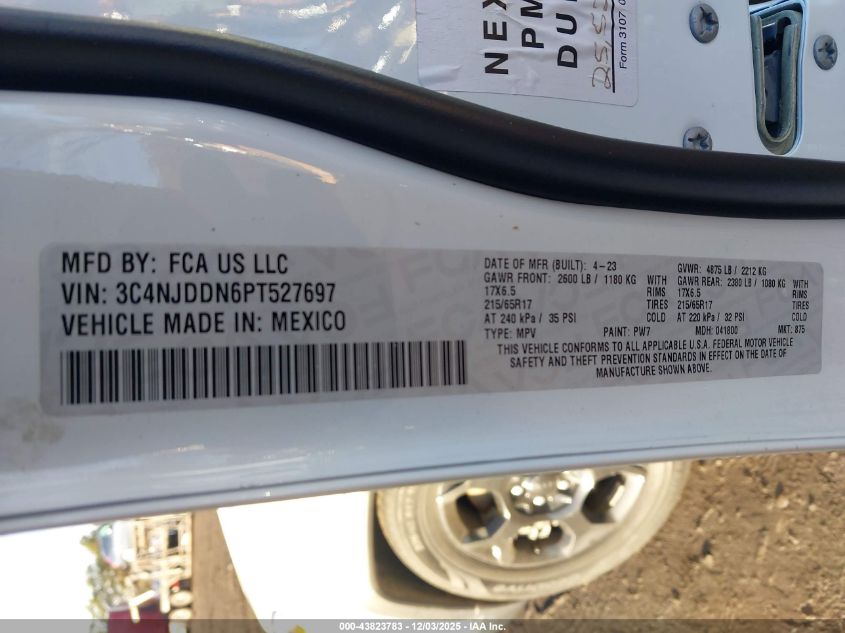 NEX
PM
DU
Form 3107 0
MFD BY: FCA US LLC
VIN: 3C4NJDDN6PT527697
VEHICLE MADE IN: MEXICO
DATE OF MFR (BUILT): 4-23 GVWR: 4875 LB / 2212 KG
GAWR FRONT: 2600 LB / 1180 KG WITH GAWR REAR: 2380 LB / 1080 KG WITH
17X6.5 RIMS 17X6.5 RIMS
215/65R17 TIRES 215/65R17 TIRES
AT 240 kPa / 35 PSI COLD AT 220 kPa / 32 PSI COLD
TYPE: MPV PAINT: PW7 MDH: 041800 MKT: 875
THIS VEHICLE CONFORMS TO ALL APPLICABLE U.S.A. FEDERAL MOTOR VEHICLE
SAFETY AND THEFT PREVENTION STANDARDS IN EFFECT ON THE DATE OF
MANUFACTURE SHOWN ABOVE.
000-43823783 - 12/03/2025 - IAA Inc.